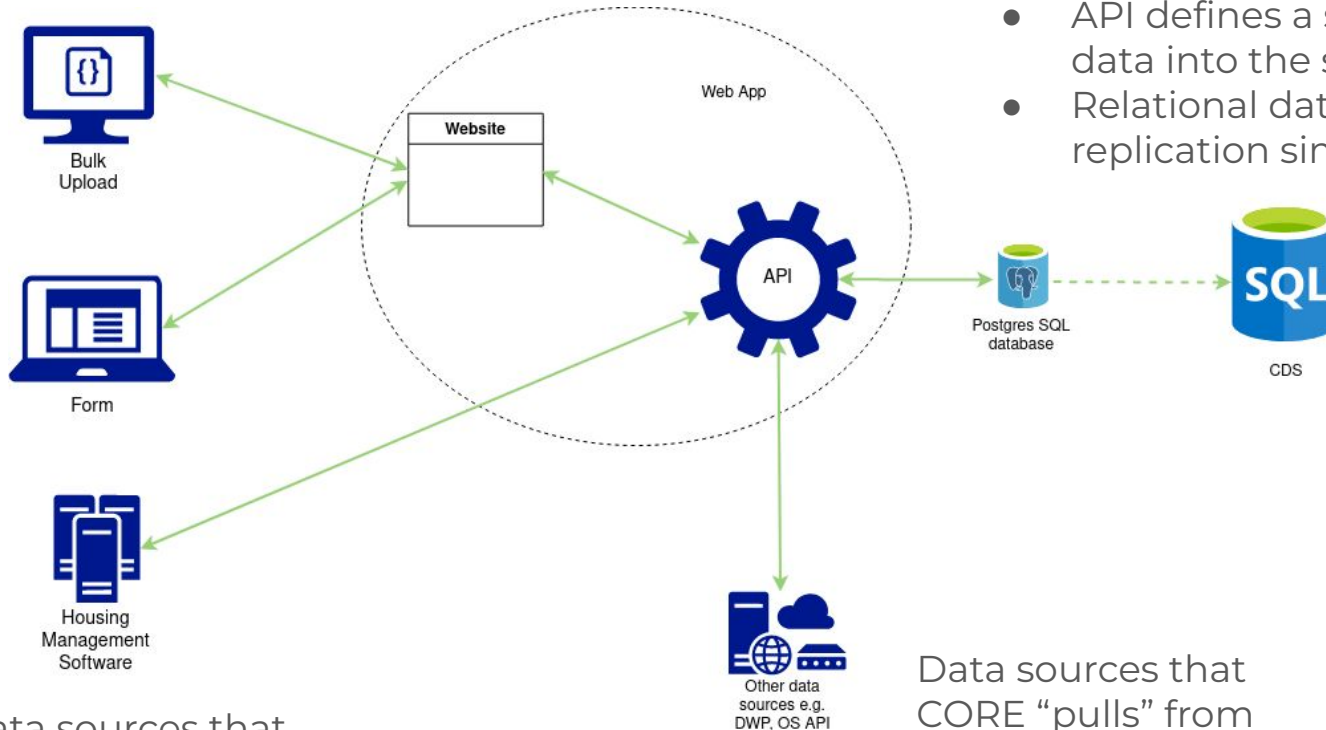 ● API defines a s
data into the s
● Relational dat
replication sin
Web App
{}
Website
Bulk
Upload
API
SQL
Postgres SQL
database
CDS
Form
Housing
Management
Software
Other data
sources e.g.
DWP, OS API
Data sources that
CORE “pulls” from
ata sources that